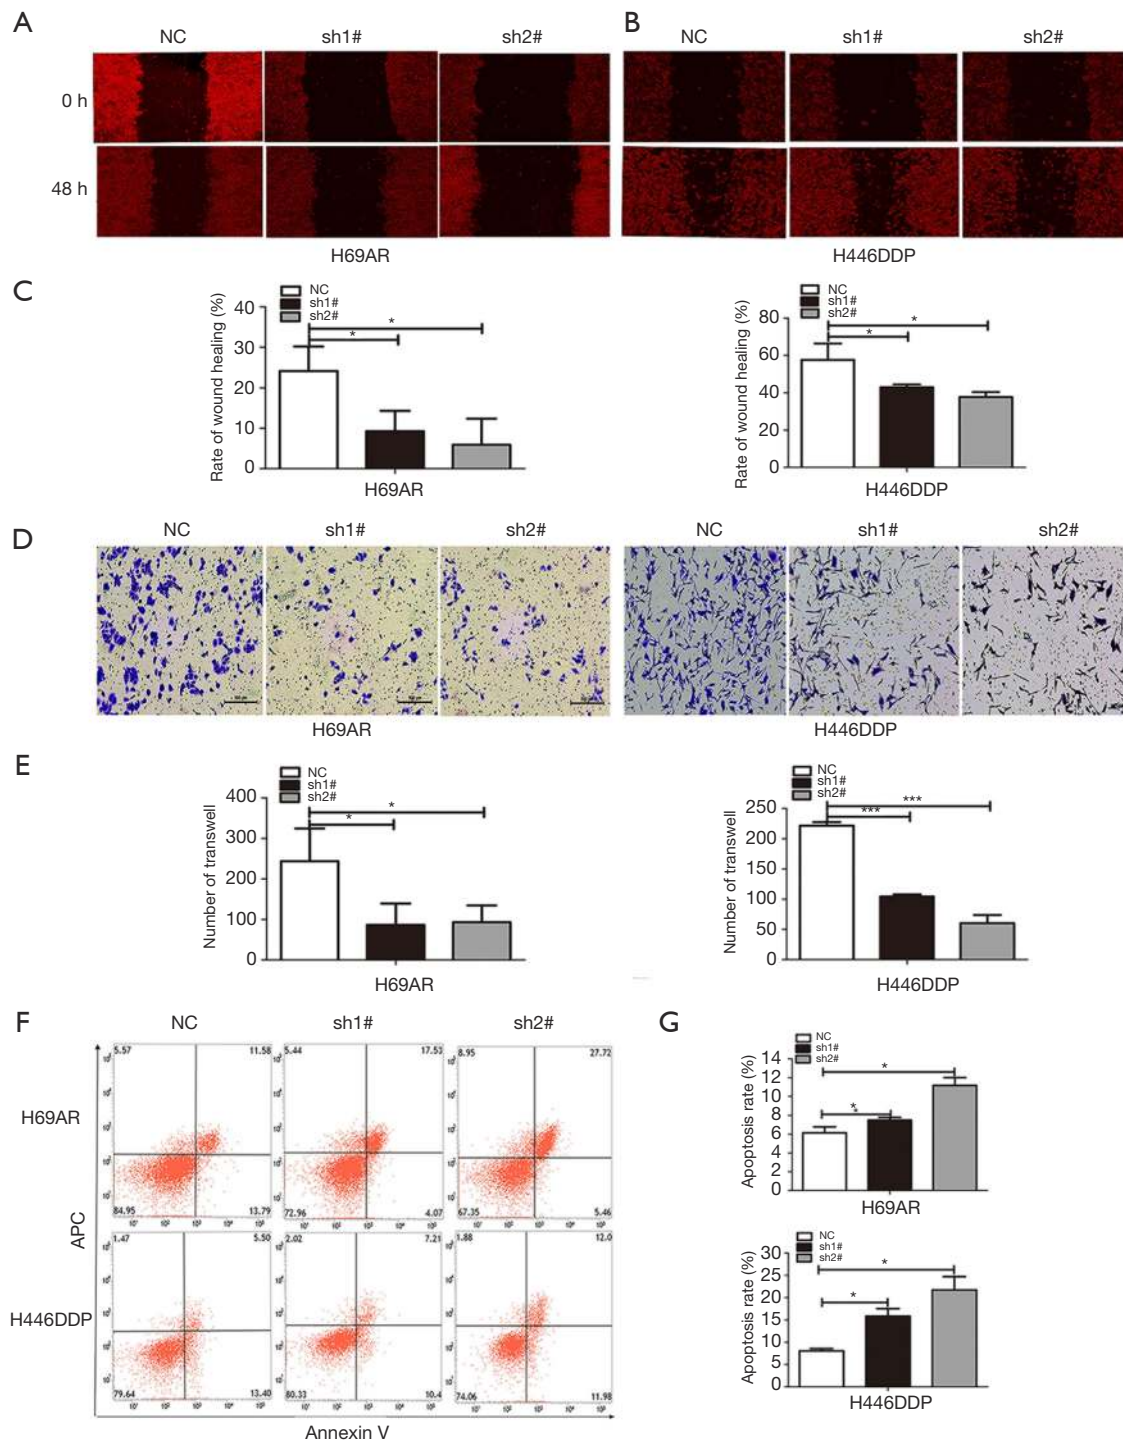 A
B
NC sh1# sh2# NC sh1# sh2#
0 h
48 h
H69AR H446DDP
C
NC
sh1#
sh2#
Rate of wound healing (%)
40
30
20
10
0
* *
H69AR
NC
sh1#
sh2#
Rate of wound healing (%)
80
60
40
20
0
* *
H446DDP
D
NC sh1# sh2# NC sh1# sh2#
H69AR H446DDP
E
NC
sh1#
sh2#
Number of transwell
400
300
200
100
0
* *
H69AR
NC
sh1#
sh2#
Number of transwell
250
200
150
100
50
0
*** ***
H446DDP
F
NC sh1# sh2#
H69AR
5.57 11.58
84.95 13.79
5.44 17.53
72.96 4.07
8.95 27.72
67.35 5.46
H446DDP
1.47 5.50
79.64 13.40
2.02 7.21
80.33 10.4
1.88 12.0
74.06 11.98
APC
Annexin V
G
NC
sh1#
sh2#
Apoptosis rate (%)
14
12
10
8
6
4
2
0
* *
H69AR
NC
sh1#
sh2#
Apoptosis rate (%)
30
25
20
15
10
5
0
* *
H446DDP